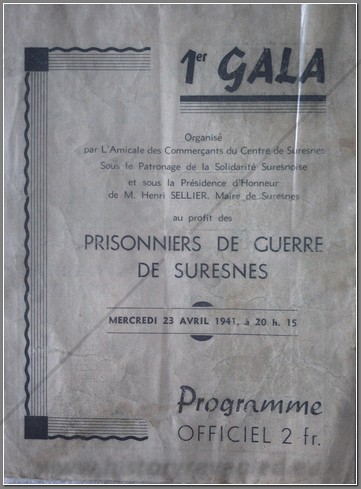 1er GALA
Organisé
par L'Amicale des Commerçants du Centre de Suresnes
Sous le Patronage de la Solidarité Suresnoise
et sous la Présidence d'Honneur
de M. Henri SELLIER, Maire de Suresnes
au profit des
PRISONNIERS DE GUERRE
DE SURESNES
MERCREDI 23 AVRIL 1941, à 20 h. 15
Programme
OFFICIEL 2 fr.